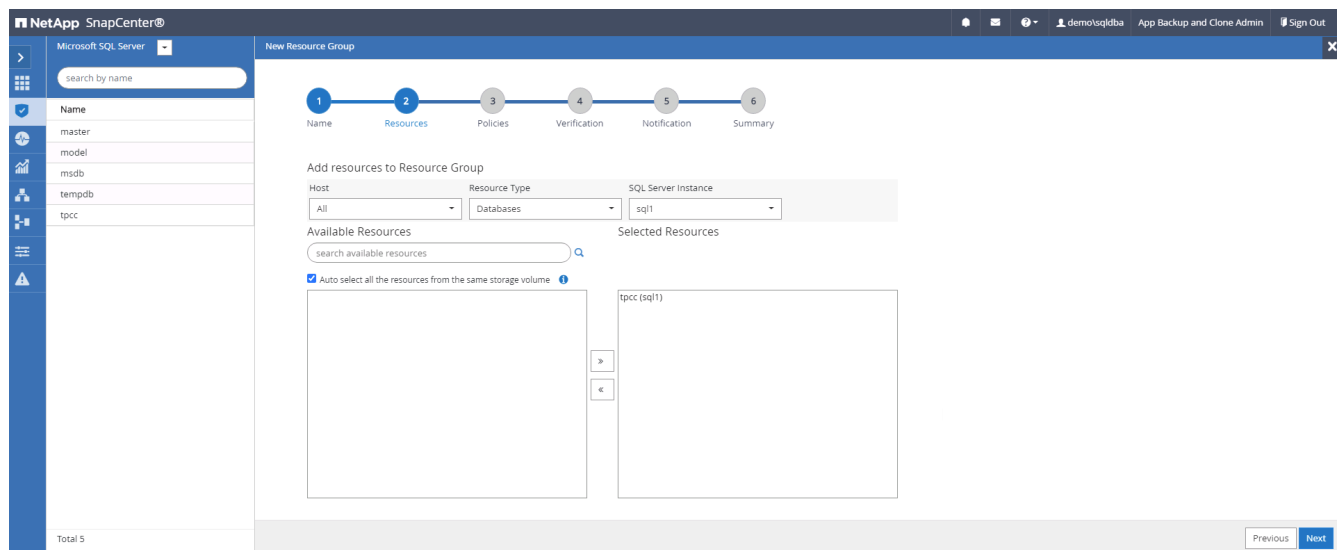 NetApp SnapCenter®
demo\sqldba App Backup and Clone Admin Sign Out
Microsoft SQL Server
New Resource Group
search by name
Name
master
model
msdb
tempdb
tpcc
Total 5
1 2 3 4 5 6
Name Resources Policies Verification Notification Summary
Add resources to Resource Group
Host Resource Type SQL Server Instance
All Databases sql1
Available Resources Selected Resources
search available resources
Auto select all the resources from the same storage volume
tpcc (sql1)
Previous Next